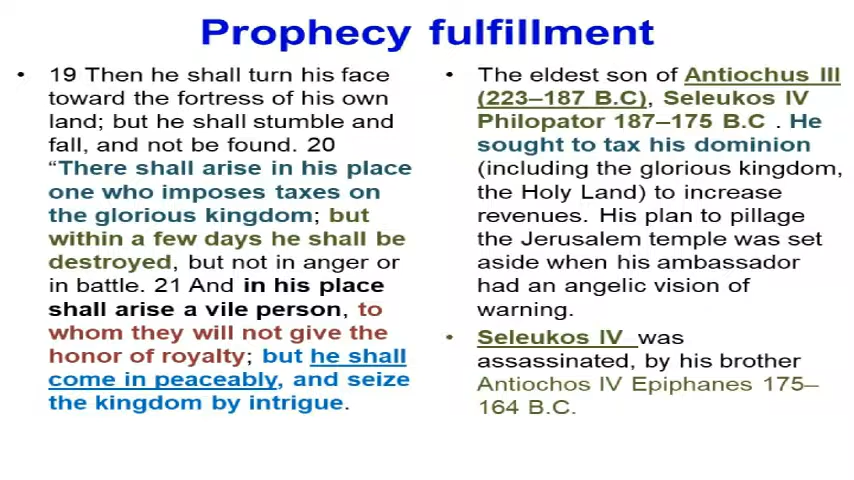 Prophecy fulfillment
• 19 Then he shall turn his face
toward the fortress of his own
land; but he shall stumble and
fall, and not be found. 20
“There shall arise in his place
one who imposes taxes on
the glorious kingdom; but
within a few days he shall be
destroyed, but not in anger or
in battle. 21 And in his place
shall arise a vile person, to
whom they will not give the
honor of royalty; but he shall
come in peaceably, and seize
the kingdom by intrigue.
• The eldest son of Antiochus III
(223–187 B.C), Seleukos IV
Philopator 187–175 B.C . He
sought to tax his dominion
(including the glorious kingdom,
the Holy Land) to increase
revenues. His plan to pillage
the Jerusalem temple was set
aside when his ambassador
had an angelic vision of
warning.
• Seleukos IV was
assassinated, by his brother
Antiochos IV Epiphanes 175–
164 B.C.